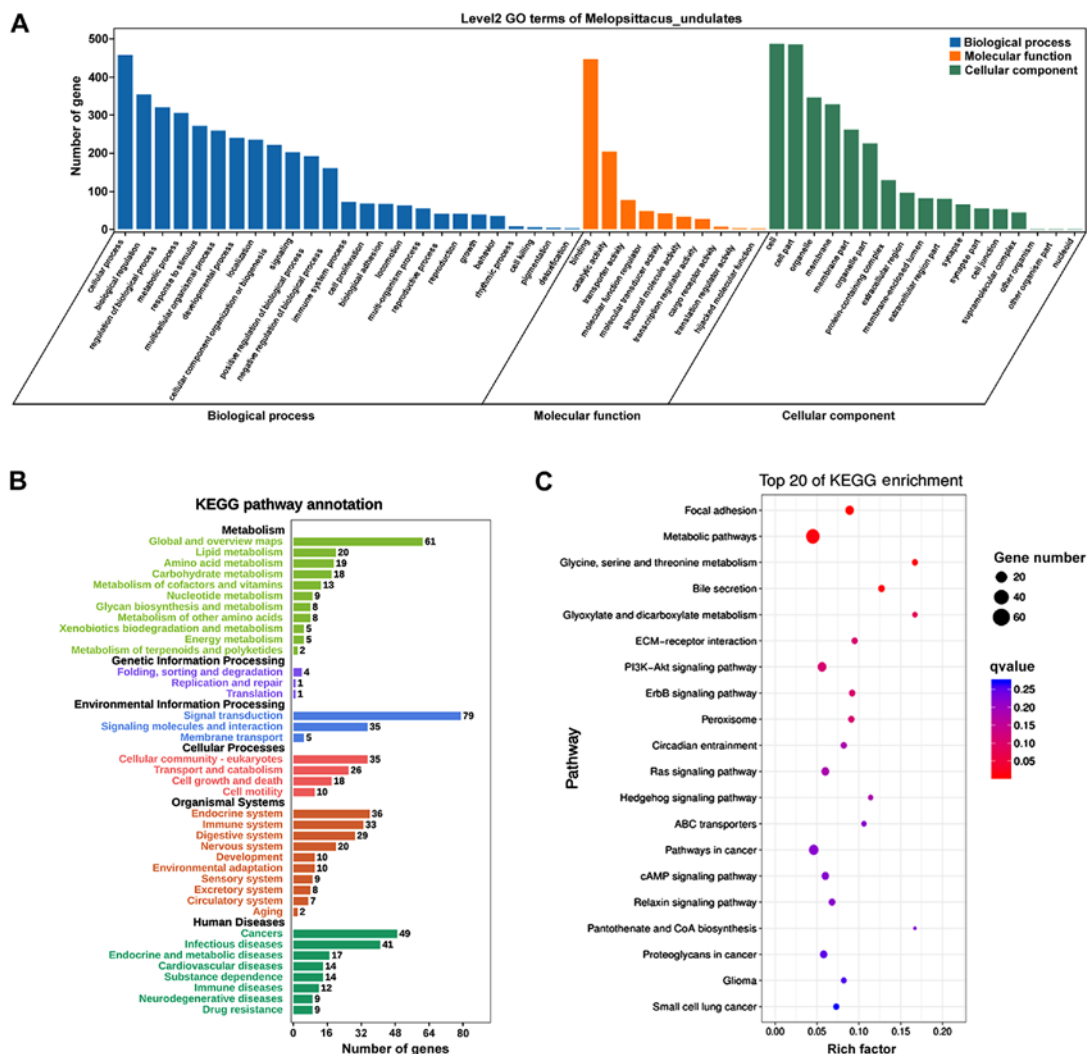 A
Level2 GO terms of Melopsittacus_undulates
Number of gene
500
400
300
200
100
0
Biological process
Molecular function
Cellular component
cellular process
biological regulation
regulation of biological process
metabolic process
response to stimulus
multicellular organismal process
developmental process
localization
cellular component organization or biogenesis
signaling
positive regulation of biological process
negative regulation of biological process
immune system process
cell proliferation
biological adhesion
locomotion
multi-organism process
reproductive process
reproduction
growth
behavior
rhythmic process
cell killing
pigmentation
detoxification
binding
catalytic activity
transporter activity
molecular function regulator
molecular transducer activity
structural molecule activity
transcription regulator activity
cargo receptor activity
translation regulator activity
hijacked molecular function
cell
cell part
organelle
membrane
membrane part
organelle part
protein-containing complex
extracellular region
membrane-enclosed lumen
extracellular region part
synapse
synapse part
cell junction
supramolecular complex
other organism
other organism part
nucleoid
Biological process
Molecular function
Cellular component
B
KEGG pathway annotation
Metabolism
Global and overview maps 61
Lipid metabolism 20
Amino acid metabolism 19
Carbohydrate metabolism 18
Metabolism of cofactors and vitamins 13
Nucleotide metabolism 9
Glycan biosynthesis and metabolism 8
Metabolism of other amino acids 8
Xenobiotics biodegradation and metabolism 5
Energy metabolism 5
Metabolism of terpenoids and polyketides 2
Genetic Information Processing
Folding, sorting and degradation 4
Replication and repair 1
Translation 1
Environmental Information Processing
Signal transduction 79
Signaling molecules and interaction 35
Membrane transport 5
Cellular Processes
Cellular community - eukaryotes 35
Transport and catabolism 26
Cell growth and death 18
Cell motility 10
Organismal Systems
Endocrine system 36
Immune system 33
Digestive system 29
Nervous system 20
Development 10
Environmental adaptation 10
Sensory system 9
Excretory system 8
Circulatory system 7
Aging 2
Human Diseases
Cancers 49
Infectious diseases 41
Endocrine and metabolic diseases 17
Cardiovascular diseases 14
Substance dependence 14
Immune diseases 12
Neurodegenerative diseases 9
Drug resistance 9
0 16 32 48 64 80
Number of genes
C
Top 20 of KEGG enrichment
Pathway
Focal adhesion
Metabolic pathways
Glycine, serine and threonine metabolism
Bile secretion
Glyoxylate and dicarboxylate metabolism
ECM−receptor interaction
PI3K−Akt signaling pathway
ErbB signaling pathway
Peroxisome
Circadian entrainment
Ras signaling pathway
Hedgehog signaling pathway
ABC transporters
Pathways in cancer
cAMP signaling pathway
Relaxin signaling pathway
Pantothenate and CoA biosynthesis
Proteoglycans in cancer
Glioma
Small cell lung cancer
0.00 0.05 0.10 0.15 0.20
Rich factor
Gene number
20
40
60
qvalue
0.25
0.20
0.15
0.10
0.05